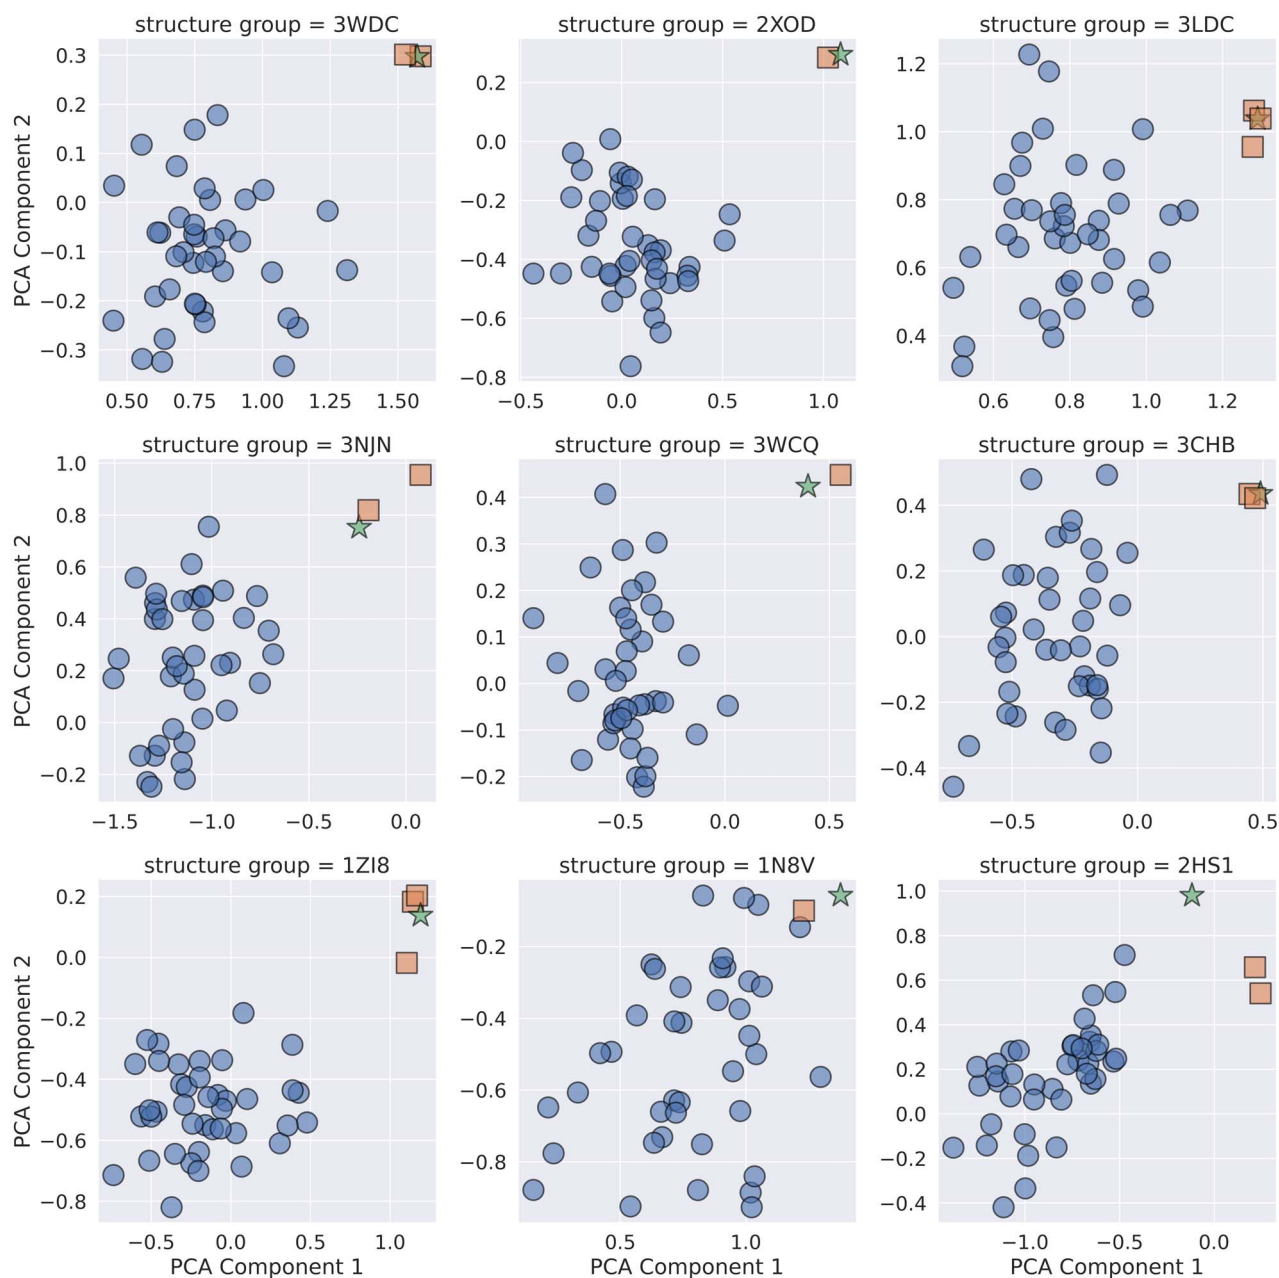 structure group = 3WDC
structure group = 2XOD
structure group = 3LDC
PCA Component 2
0.3
0.2
0.1
0.0
−0.1
−0.2
−0.3
0.50 0.75 1.00 1.25 1.50
0.2
0.0
−0.2
−0.4
−0.6
−0.8
−0.5 0.0 0.5 1.0
1.2
1.0
0.8
0.6
0.4
0.6 0.8 1.0 1.2
structure group = 3NJN
structure group = 3WCQ
structure group = 3CHB
PCA Component 2
1.0
0.8
0.6
0.4
0.2
0.0
−0.2
−1.5 −1.0 −0.5 0.0
0.4
0.3
0.2
0.1
0.0
−0.1
−0.2
−0.5 0.0 0.5
0.4
0.2
0.0
−0.2
−0.4
−0.5 0.0 0.5
structure group = 1ZI8
structure group = 1N8V
structure group = 2HS1
PCA Component 2
0.2
0.0
−0.2
−0.4
−0.6
−0.8
−0.5 0.0 0.5 1.0
PCA Component 1
−0.2
−0.4
−0.6
−0.8
0.5 1.0
PCA Component 1
1.0
0.8
0.6
0.4
0.2
0.0
−0.2
−0.4
−1.0 −0.5 0.0
PCA Component 1